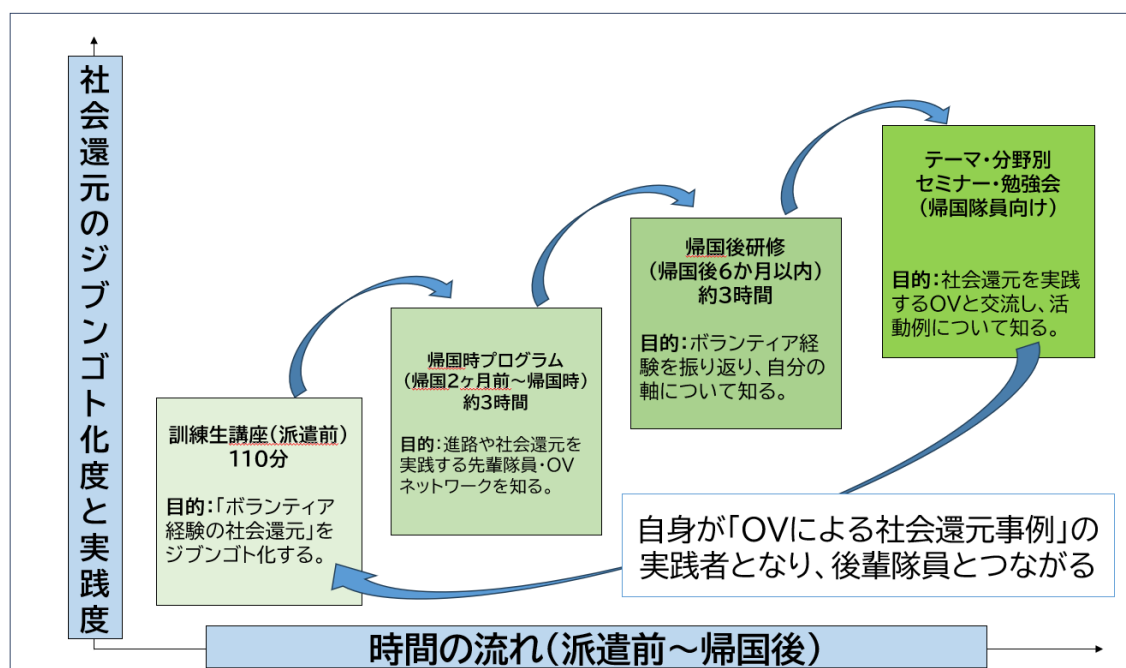 社会還元のジブンゴト化度と実践度
訓練生講座(派遣前)
110分
目的:「ボランティア
経験の社会還元」を
ジブンゴト化する。
帰国時プログラム
(帰国2ヶ月前～帰国時)
約3時間
目的:進路や社会還元を
実践する先輩隊員・OV
ネットワークを知る。
帰国後研修
(帰国後6か月以内)
約3時間
目的:ボランティア経
験を振り返り、自分の
軸について知る。
テーマ・分野別
セミナー・勉強会
(帰国隊員向け)
目的:社会還元を実践
するOVと交流し、活
動例について知る。
自身が「OVによる社会還元事例」の
実践者となり、後輩隊員とつながる
時間の流れ(派遣前～帰国後)